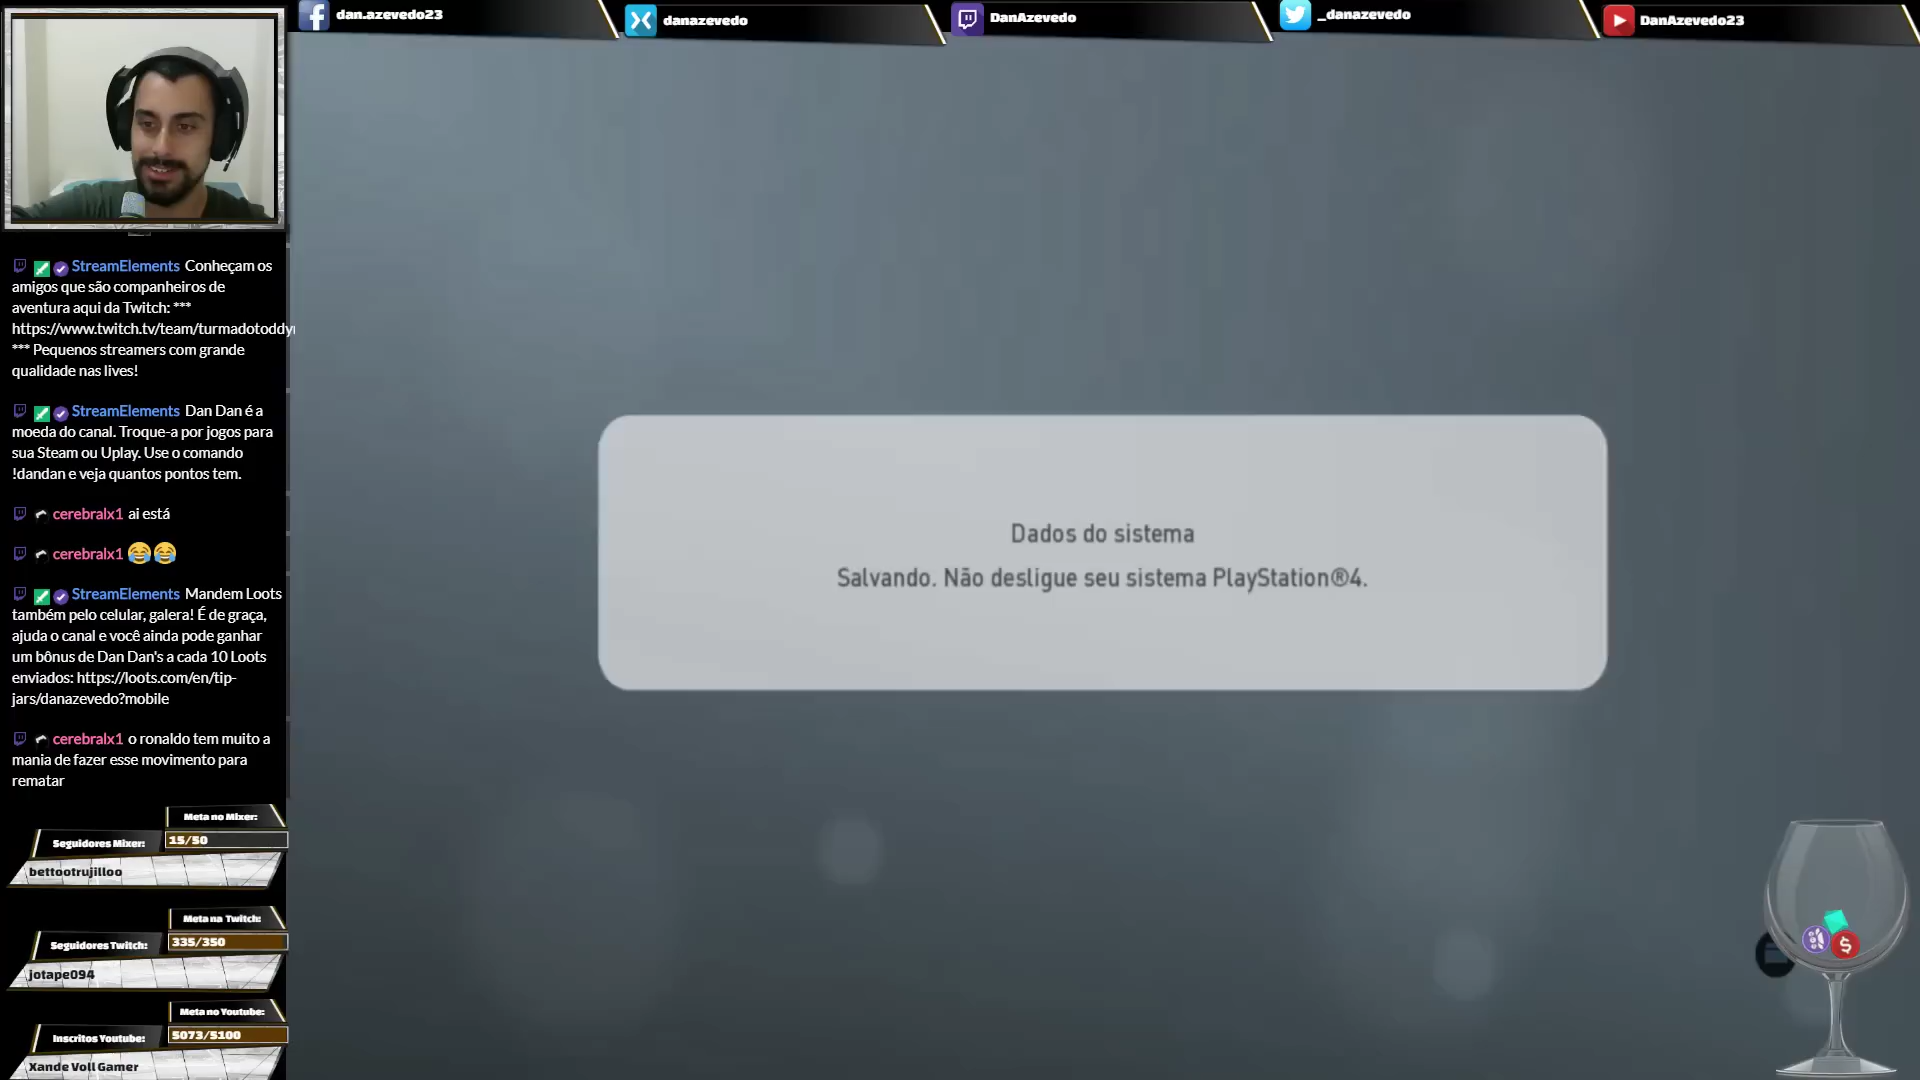 dan.azevedo23
danazevedo
DanAzevedo
_danazevedo
DanAzevedo23
StreamElements Conheçam os
amigos que são companheiros de
aventura aqui da Twitch: ***
https://www.twitch.tv/team/turmadotoddy
*** Pequenos streamers com grande
qualidade nas lives!
StreamElements Dan Dan é a
moeda do canal. Troque-a por jogos para
sua Steam ou Uplay. Use o comando
!dandan e veja quantos pontos tem.
cerebralx1 ai está
cerebralx1 😂😂
StreamElements Mandem Loots
também pelo celular, galera! É de graça,
ajuda o canal e você ainda pode ganhar
um bônus de Dan Dan's a cada 10 Loots
enviados: https://loots.com/en/tip-
jars/danazevedo?mobile
cerebralx1 o ronaldo tem muito a
mania de fazer esse movimento para
rematar
Meta no Mixer:
Seguidores Mixer:
15/50
bettootrujilloo
Meta na Twitch:
Seguidores Twitch:
335/350
jotape094
Meta no Youtube:
Inscritos Youtube:
5073/5100
Xande Voll Gamer
Dados do sistema
Salvando. Não desligue seu sistema PlayStation®4.